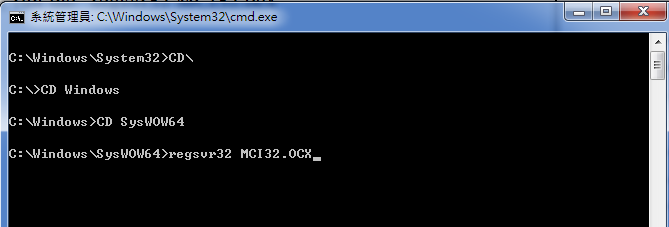 系統管理員: C:\Windows\System32\cmd.exe
C:\Windows\System32>CD\
C:\>CD Windows
C:\Windows>CD SysWOW64
C:\Windows\SysWOW64>regsvr32 MCI32.OCX_